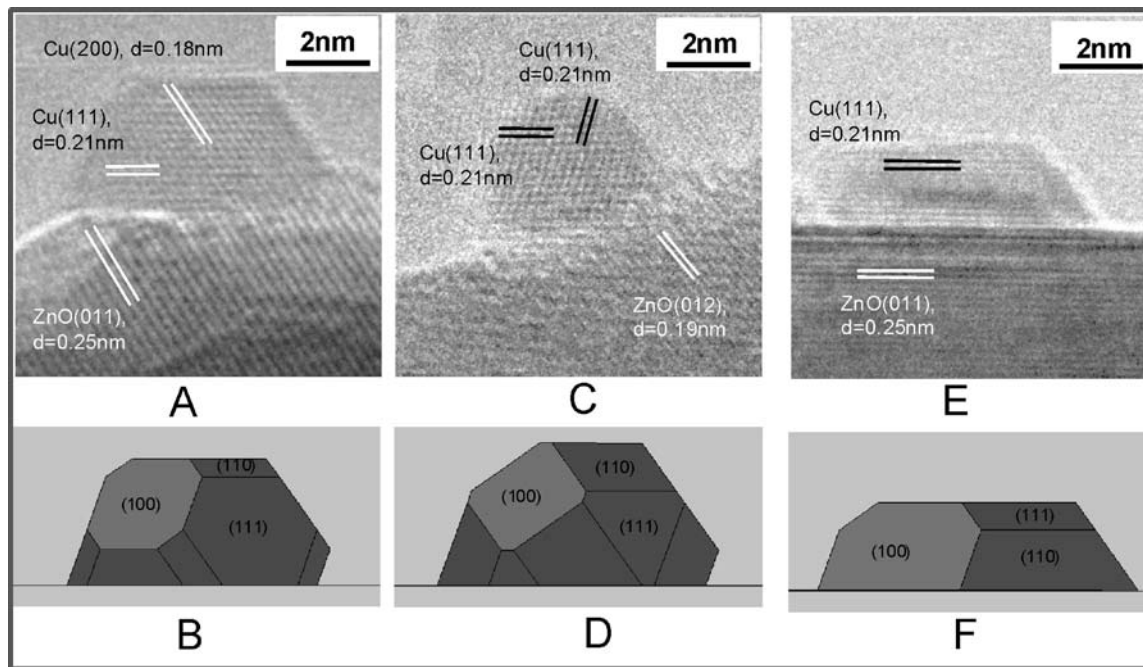 Cu(200), d=0.18nm
2nm
Cu(111),
d=0.21nm
ZnO(011),
d=0.25nm
A
Cu(111),
d=0.21nm
2nm
Cu(111),
d=0.21nm
ZnO(012),
d=0.19nm
C
2nm
Cu(111),
d=0.21nm
ZnO(011),
d=0.25nm
E
(110)
(100)
(111)
B
(110)
(100)
(111)
D
(111)
(100)
(110)
F